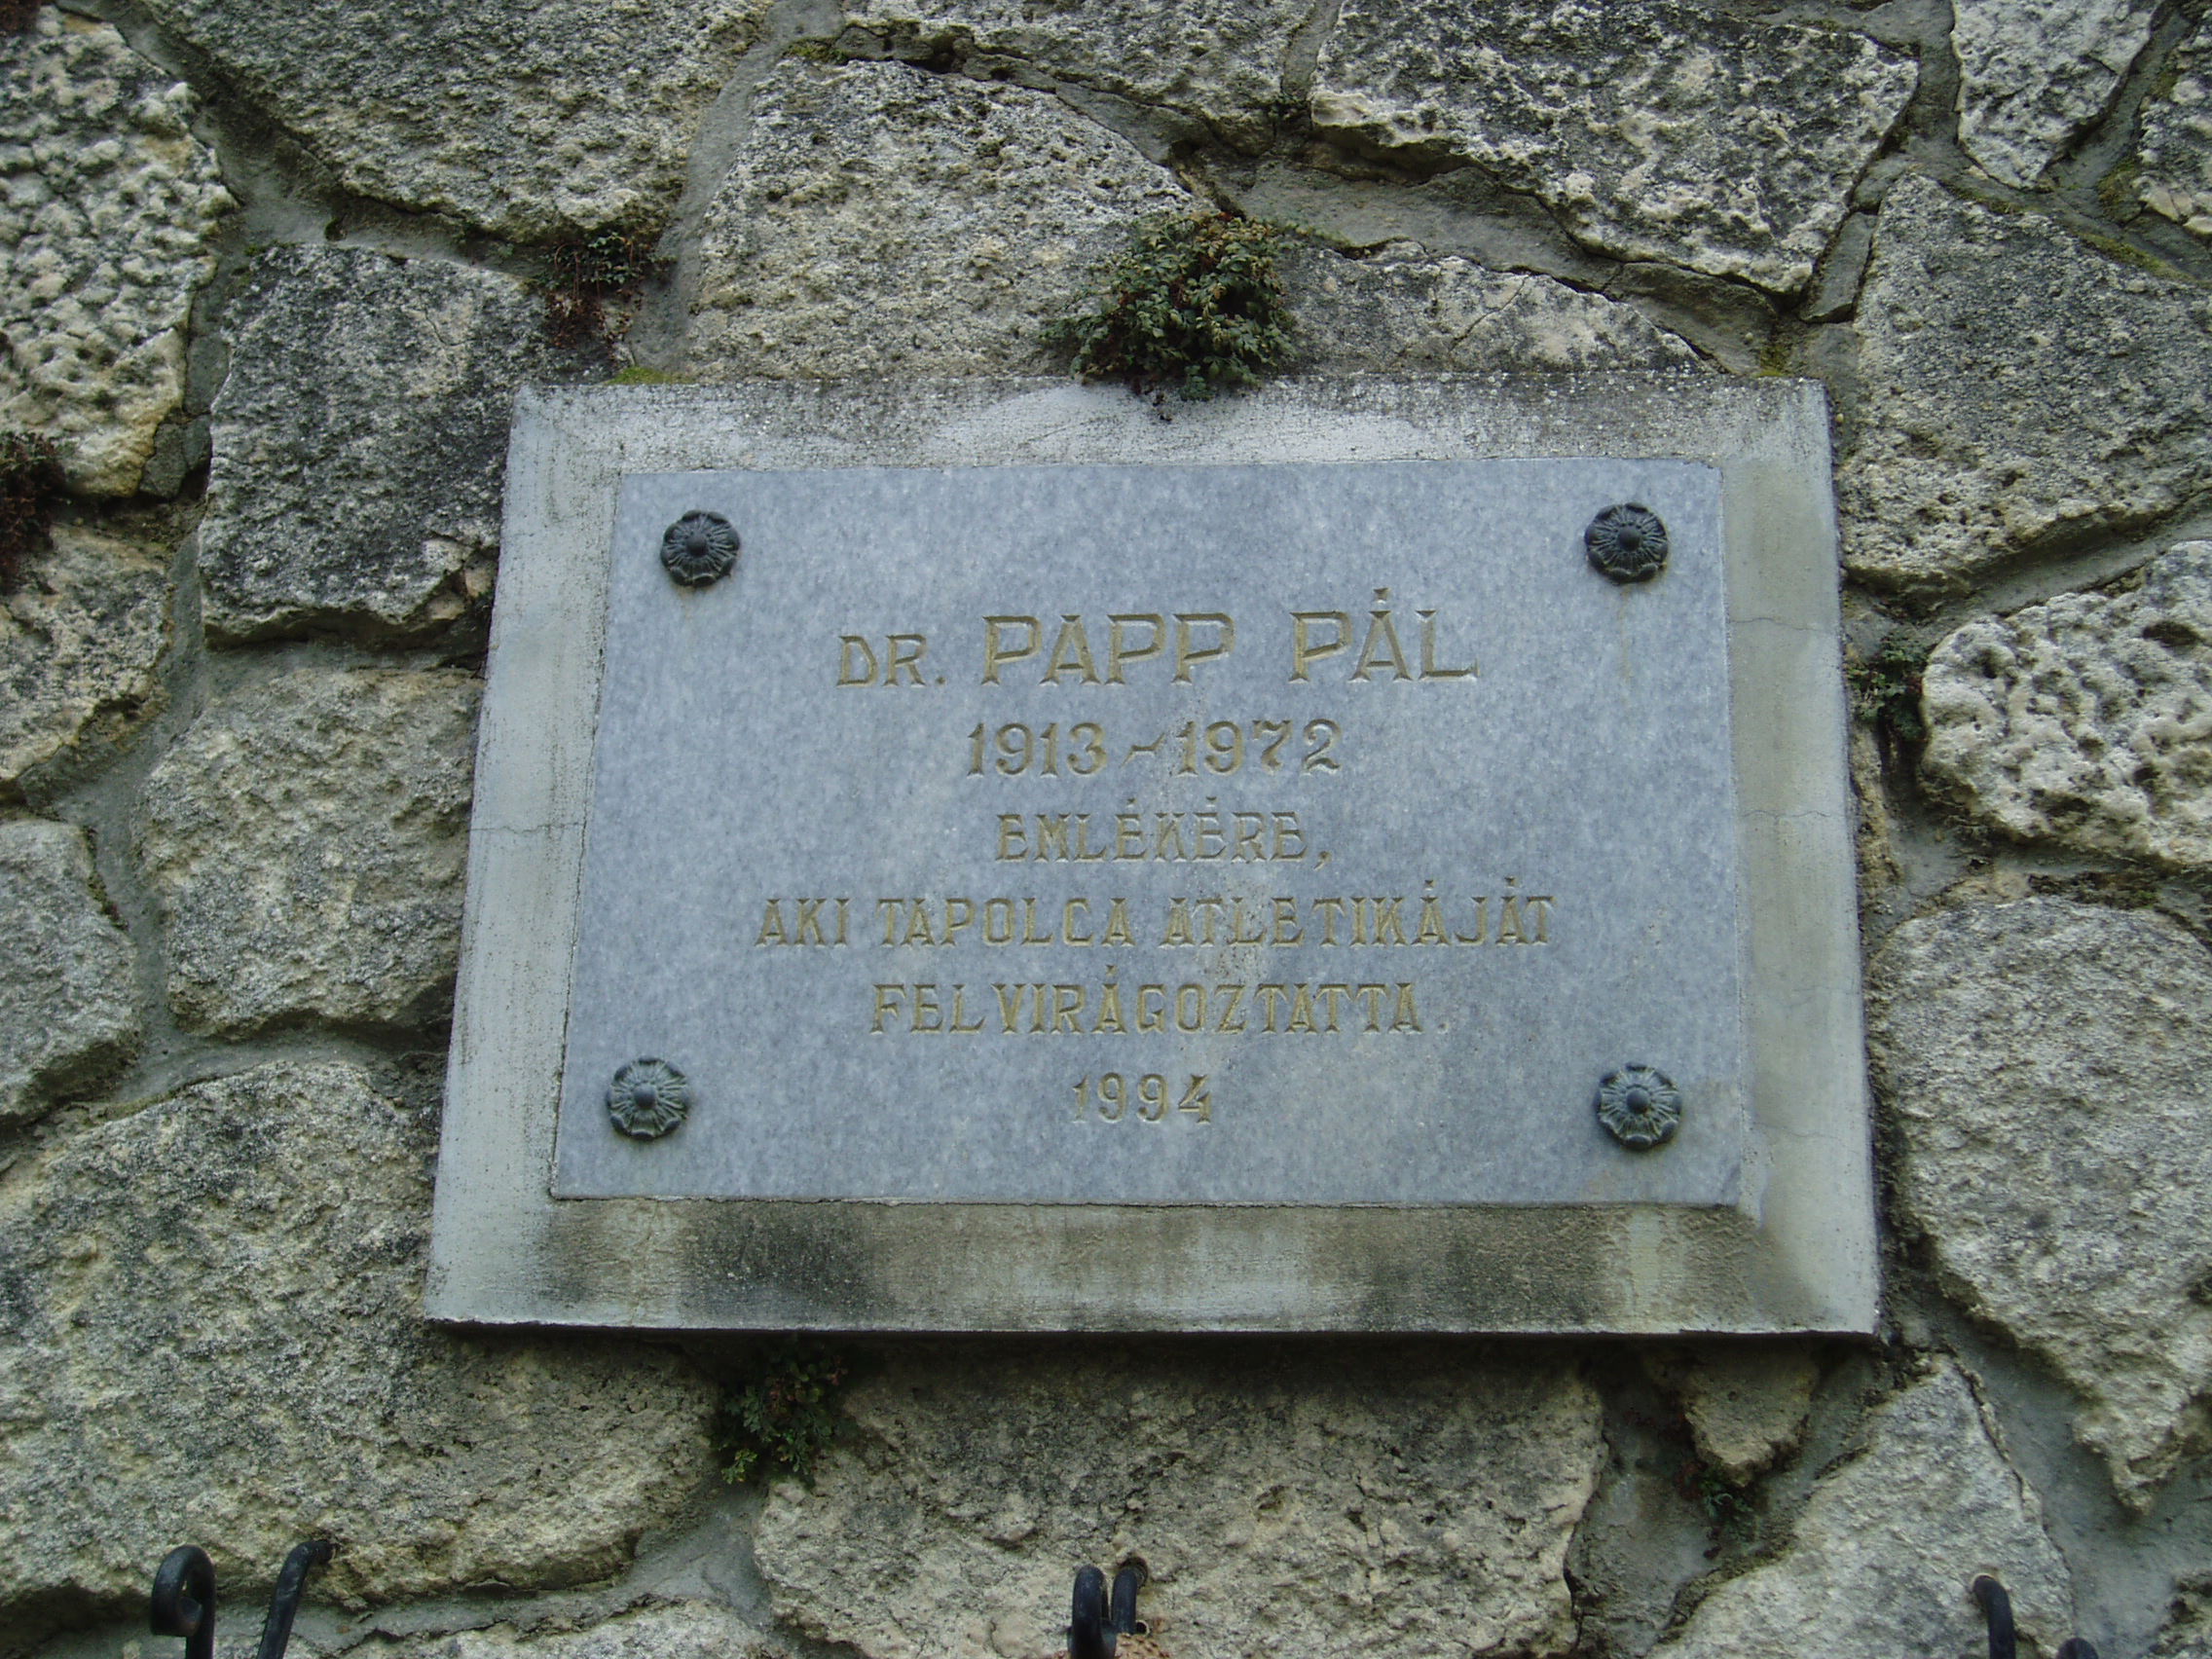 DR. PAPP PÁL
1913-1972
EMLÉKÉRE,
AKI TAPOLCA ATLETIKÁJÁT
FELVIRÁGOZTATTA.
1994